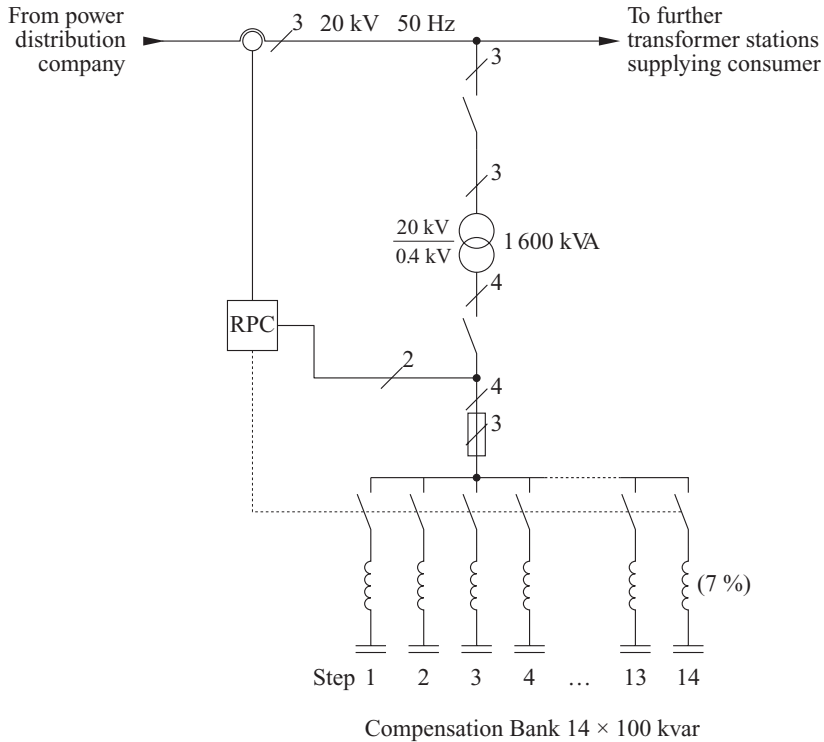 From power
distribution
company
3 20 kV 50 Hz
To further
transformer stations
supplying consumer
3
3
20 kV
0.4 kV
1 600 kVA
4
RPC
2
4
3
(7 %)
Step 1 2 3 4 … 13 14
Compensation Bank 14 × 100 kvar